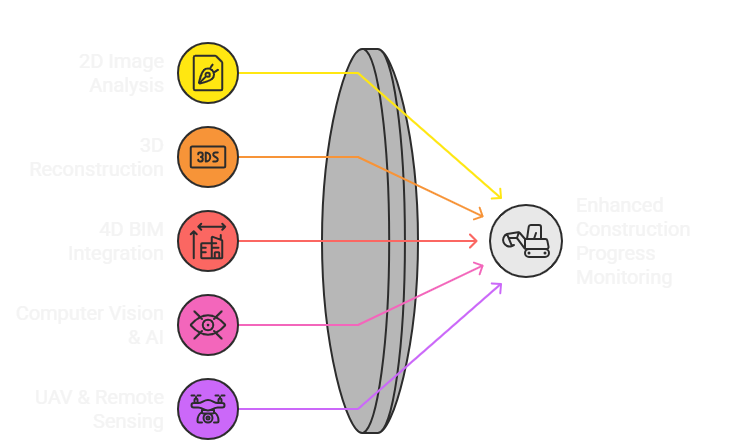 2D Image
Analysis
3D
Reconstruction
3DS
4D BIM
Integration
Computer Vision
& AI
UAV & Remote
Sensing
Enhanced
Construction
Progress
Monitoring